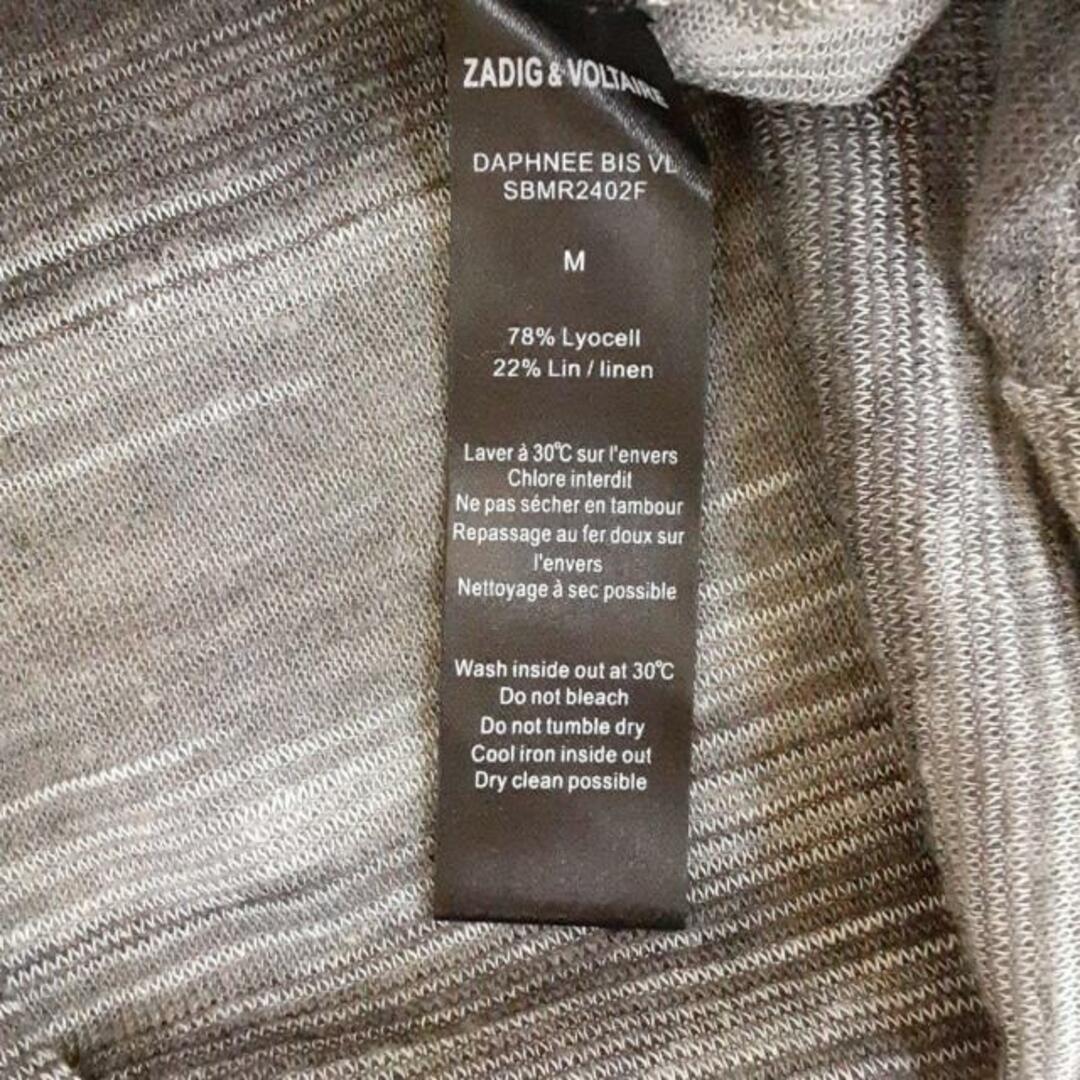 ZADIG & VOLTAIRE
DAPHNEE BIS VL
SBMR2402F
M
78% Lyocell
22% Lin / linen
Laver à 30°C sur l'envers
Chlore interdit
Ne pas sécher en tambour
Repassage au fer doux sur
l'envers
Nettoyage à sec possible
Wash inside out at 30°C
Do not bleach
Do not tumble dry
Cool iron inside out
Dry clean possible